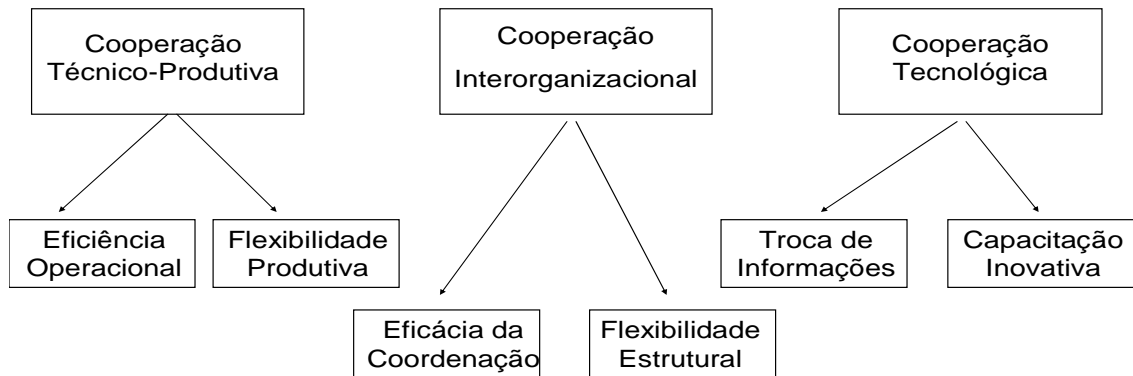 Cooperação
Técnico-Produtiva
Cooperação
Interorganizacional
Cooperação
Tecnológica
Eficiência
Operacional
Flexibilidade
Produtiva
Troca de
Informações
Capacitação
Inovativa
Eficácia da
Coordenação
Flexibilidade
Estrutural